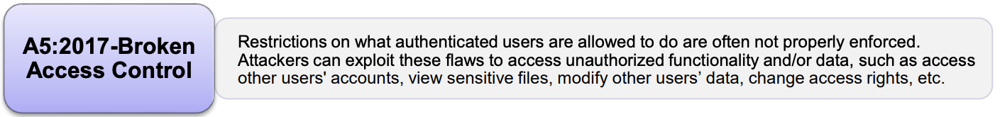 A5:2017-Broken
Access Control
Restrictions on what authenticated users are allowed to do are often not properly enforced.
Attackers can exploit these flaws to access unauthorized functionality and/or data, such as access
other users' accounts, view sensitive files, modify other users’ data, change access rights, etc.